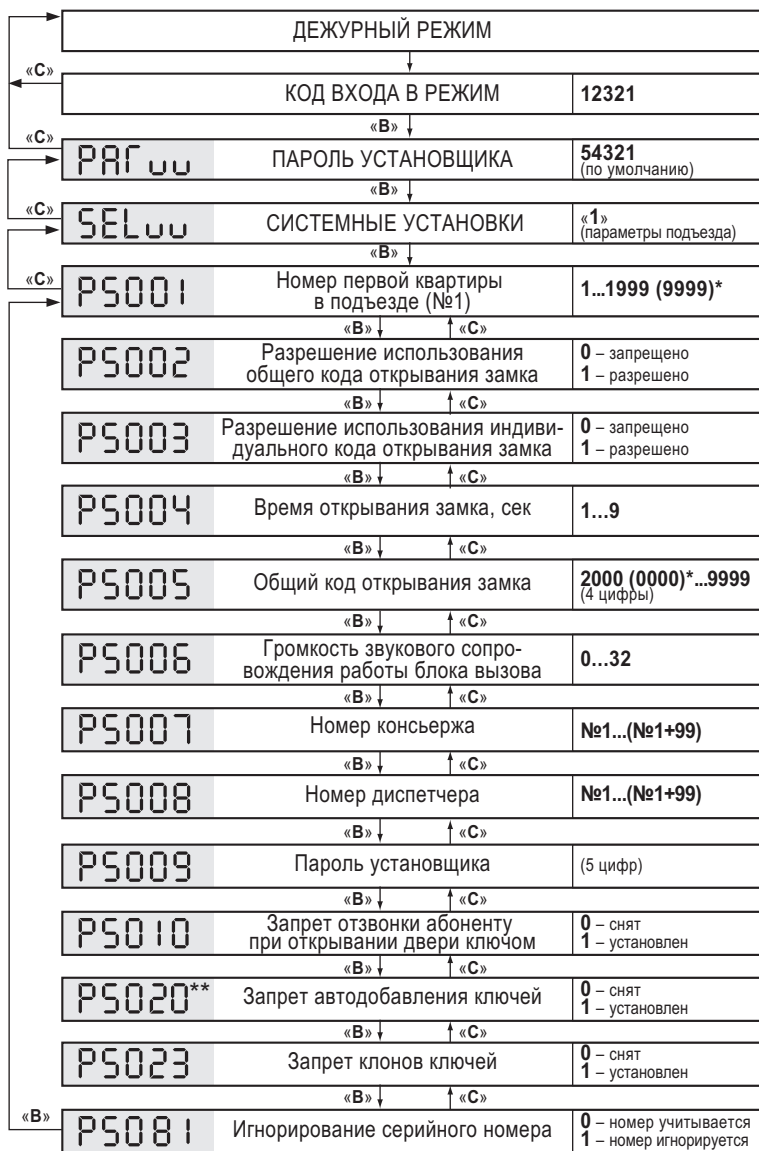 ДЕЖУРНЫЙ РЕЖИМ
«С»
КОД ВХОДА В РЕЖИМ 12321
«В»
«С»
PAГ␣␣ ПАРОЛЬ УСТАНОВЩИКА 54321
(по умолчанию)
«В»
«С»
SEL␣␣ СИСТЕМНЫЕ УСТАНОВКИ «1»
(параметры подъезда)
«В»
«С»
PS001 Номер первой квартиры
в подъезде (№1) 1...1999 (9999)*
«В» «С»
PS002 Разрешение использования
общего кода открывания замка
0 – запрещено
1 – разрешено
«В» «С»
PS003 Разрешение использования индиви-
дуального кода открывания замка
0 – запрещено
1 – разрешено
«В» «С»
PS004 Время открывания замка, сек 1…9
«В» «С»
PS005 Общий код открывания замка 2000 (0000)*...9999
(4 цифры)
«В» «С»
PS006 Громкость звукового сопро-
вождения работы блока вызова 0…32
«В» «С»
PS007 Номер консьержа №1...(№1+99)
«В» «С»
PS008 Номер диспетчера №1...(№1+99)
«В» «С»
PS009 Пароль установщика (5 цифр)
«В» «С»
PS010 Запрет отзвонки абоненту
при открывании двери ключом
0 – снят
1 – установлен
«В» «С»
PS020** Запрет автодобавления ключей
0 – снят
1 – установлен
«В» «С»
PS023 Запрет клонов ключей
0 – снят
1 – установлен
«В» «С»
«В»
PS081 Игнорирование серийного номера
0 – номер учитывается
1 – номер игнорируется